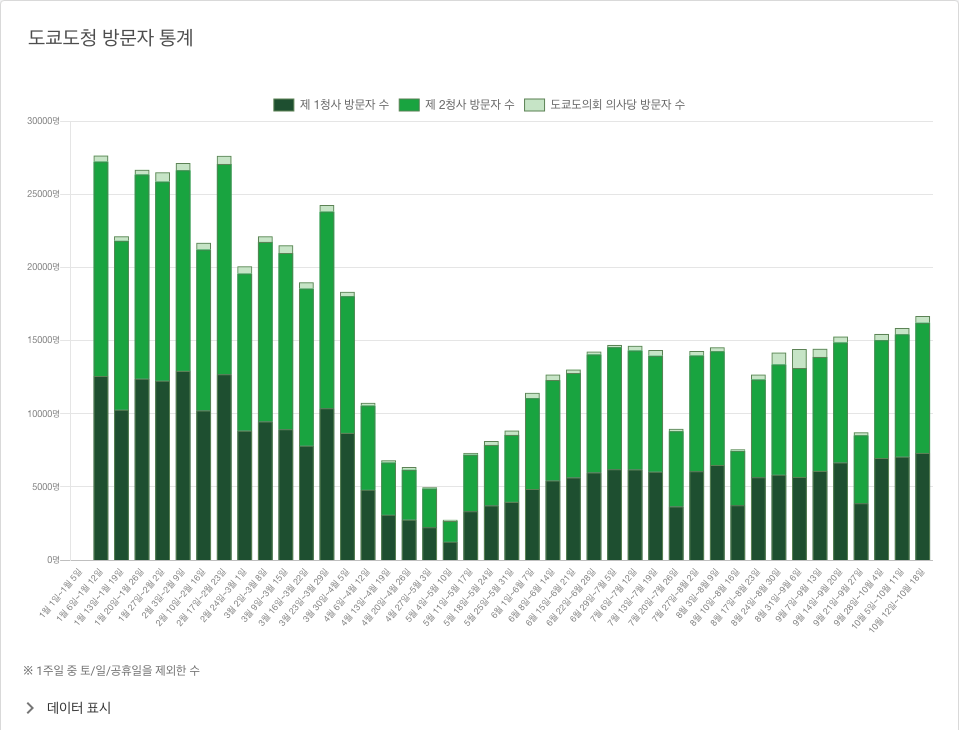 도쿄도청 방문자 통계
제 1청사 방문자 수
제 2청사 방문자 수
도쿄도의회 의사당 방문자 수
30000명
25000명
20000명
15000명
10000명
5000명
0명
1월 1일~1월 5일
1월 6일~1월 12일
1월 13일~1월 19일
1월 20일~1월 26일
1월 27일~2월 2일
2월 3일~2월 9일
2월 10일~2월 16일
2월 17일~2월 23일
2월 24일~3월 1일
3월 2일~3월 8일
3월 9일~3월 15일
3월 16일~3월 22일
3월 23일~3월 29일
3월 30일~4월 5일
4월 6일~4월 12일
4월 13일~4월 19일
4월 20일~4월 26일
4월 27일~5월 3일
5월 4일~5월 10일
5월 11일~5월 17일
5월 18일~5월 24일
5월 25일~5월 31일
6월 1일~6월 7일
6월 8일~6월 14일
6월 15일~6월 21일
6월 22일~6월 28일
6월 29일~7월 5일
7월 6일~7월 12일
7월 13일~7월 19일
7월 20일~7월 26일
7월 27일~8월 2일
8월 3일~8월 9일
8월 10일~8월 16일
8월 17일~8월 23일
8월 24일~8월 30일
8월 31일~9월 6일
9월 7일~9월 13일
9월 14일~9월 20일
9월 21일~9월 27일
9월 28일~10월 4일
10월 5일~10월 11일
10월 12일~10월 18일
※ 1주일 중 토/일/공휴일을 제외한 수
데이터 표시